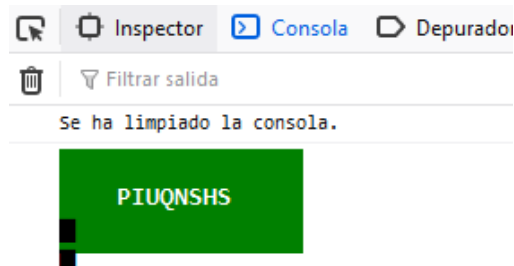 Inspector Consola Depurador
Filtrar salida
Se ha limpiado la consola.
PIUQNSHS